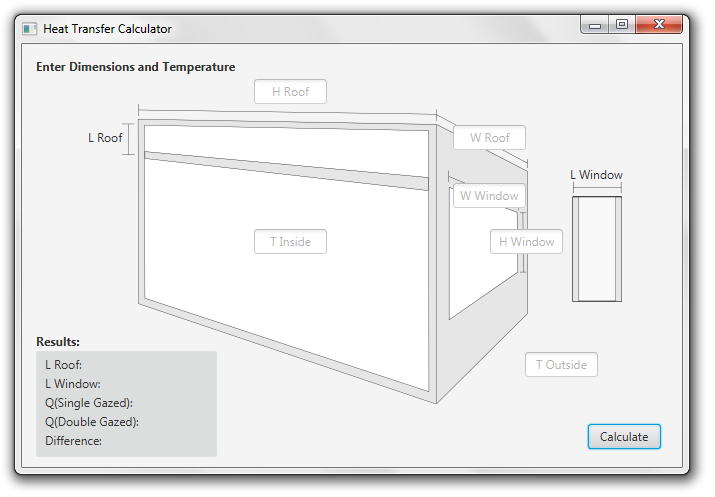 Heat Transfer Calculator
Enter Dimensions and Temperature
H Roof
L Roof
W Roof
L Window
W Window
T Inside
H Window
Results:
L Roof:
L Window:
Q(Single Gazed):
Q(Double Gazed):
Difference:
T Outside
Calculate